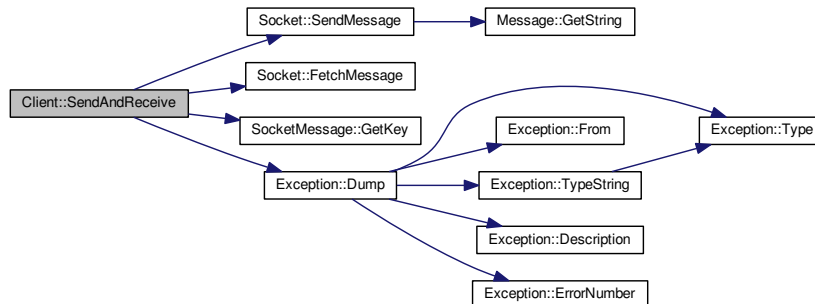 Socket::SendMessage
Message::GetString
Socket::FetchMessage
Client::SendAndReceive
SocketMessage::GetKey
Exception::From
Exception::Type
Exception::Dump
Exception::TypeString
Exception::Description
Exception::ErrorNumber